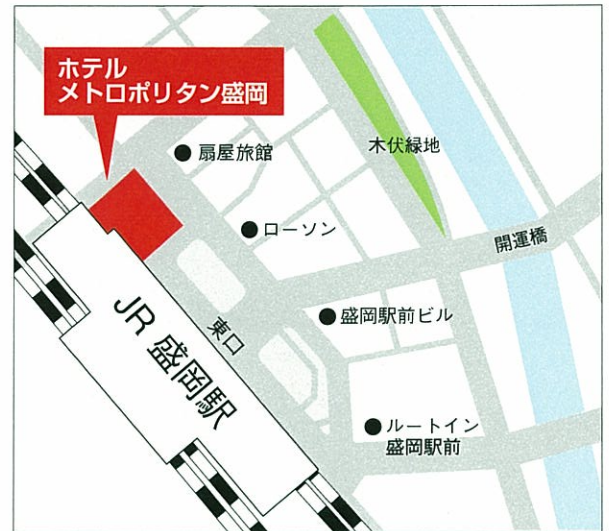 ホテル
メトロポリタン盛岡
扇屋旅館
木伏緑地
ローソン
開運橋
盛岡駅前ビル
東口
JR 盛岡駅
ルートイン
盛岡駅前